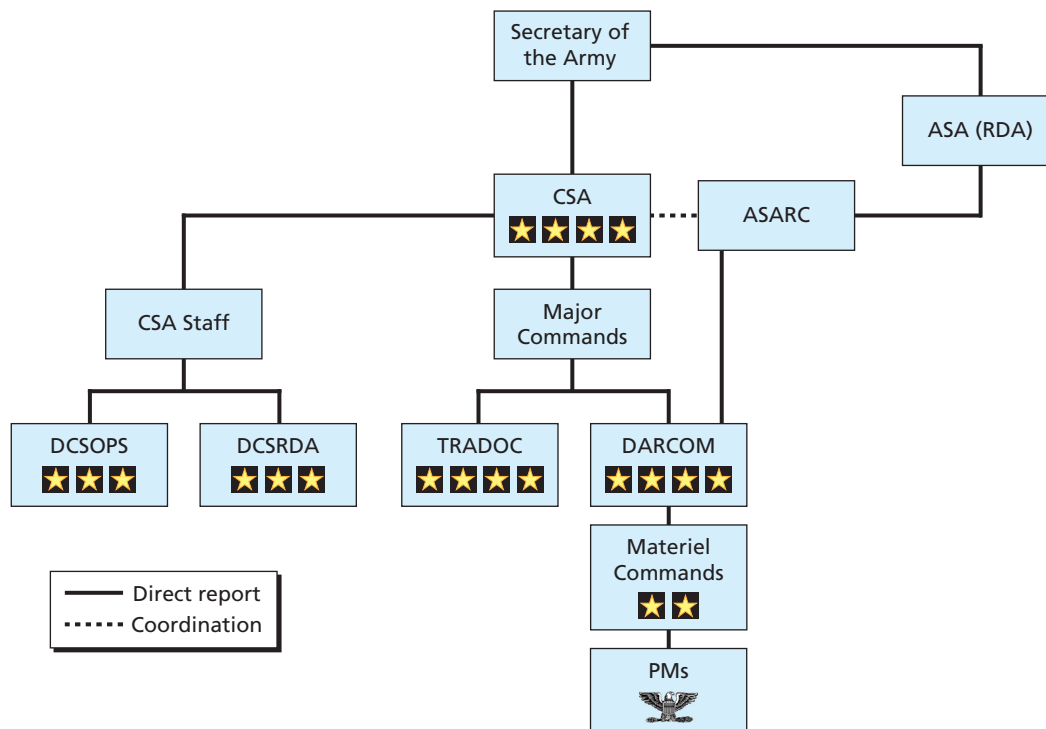 Secretary of
the Army
ASA (RDA)
CSA
ASARC
CSA Staff
Major
Commands
DCSOPS
DCSRDA
TRADOC
DARCOM
Materiel
Commands
Direct report
Coordination
PMs